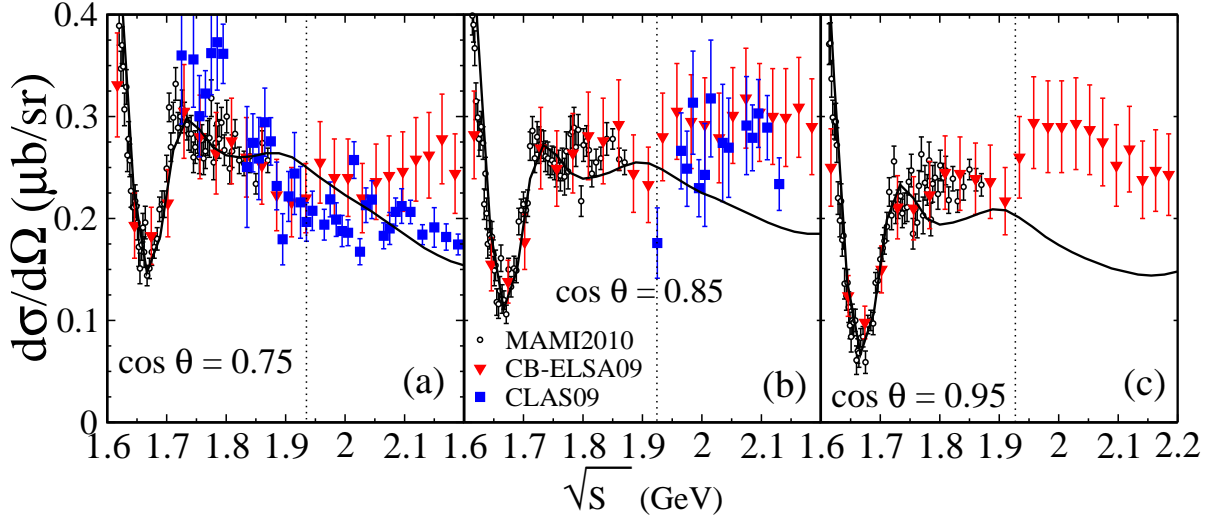 0.4
0.3
0.2
0.1
0
dσ/dΩ (μb/sr)
cos θ = 0.75
(a)
cos θ = 0.85
MAMI2010
CB-ELSA09
CLAS09
(b)
cos θ = 0.95
(c)
1.6 1.7 1.8 1.9 2 2.1 1.6 1.7 1.8 1.9 2 2.1 1.6 1.7 1.8 1.9 2 2.1 2.2
√S (GeV)